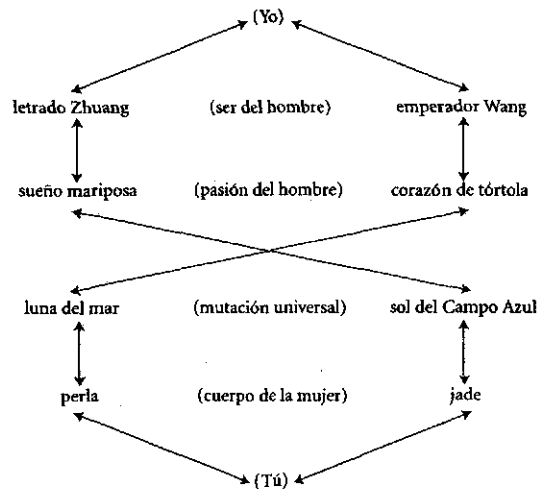 (Yo)
letrado Zhuang (ser del hombre) emperador Wang
sueño mariposa (pasión del hombre) corazón de tórtola
luna del mar (mutación universal) sol del Campo Azul
perla (cuerpo de la mujer) jade
(Tú)